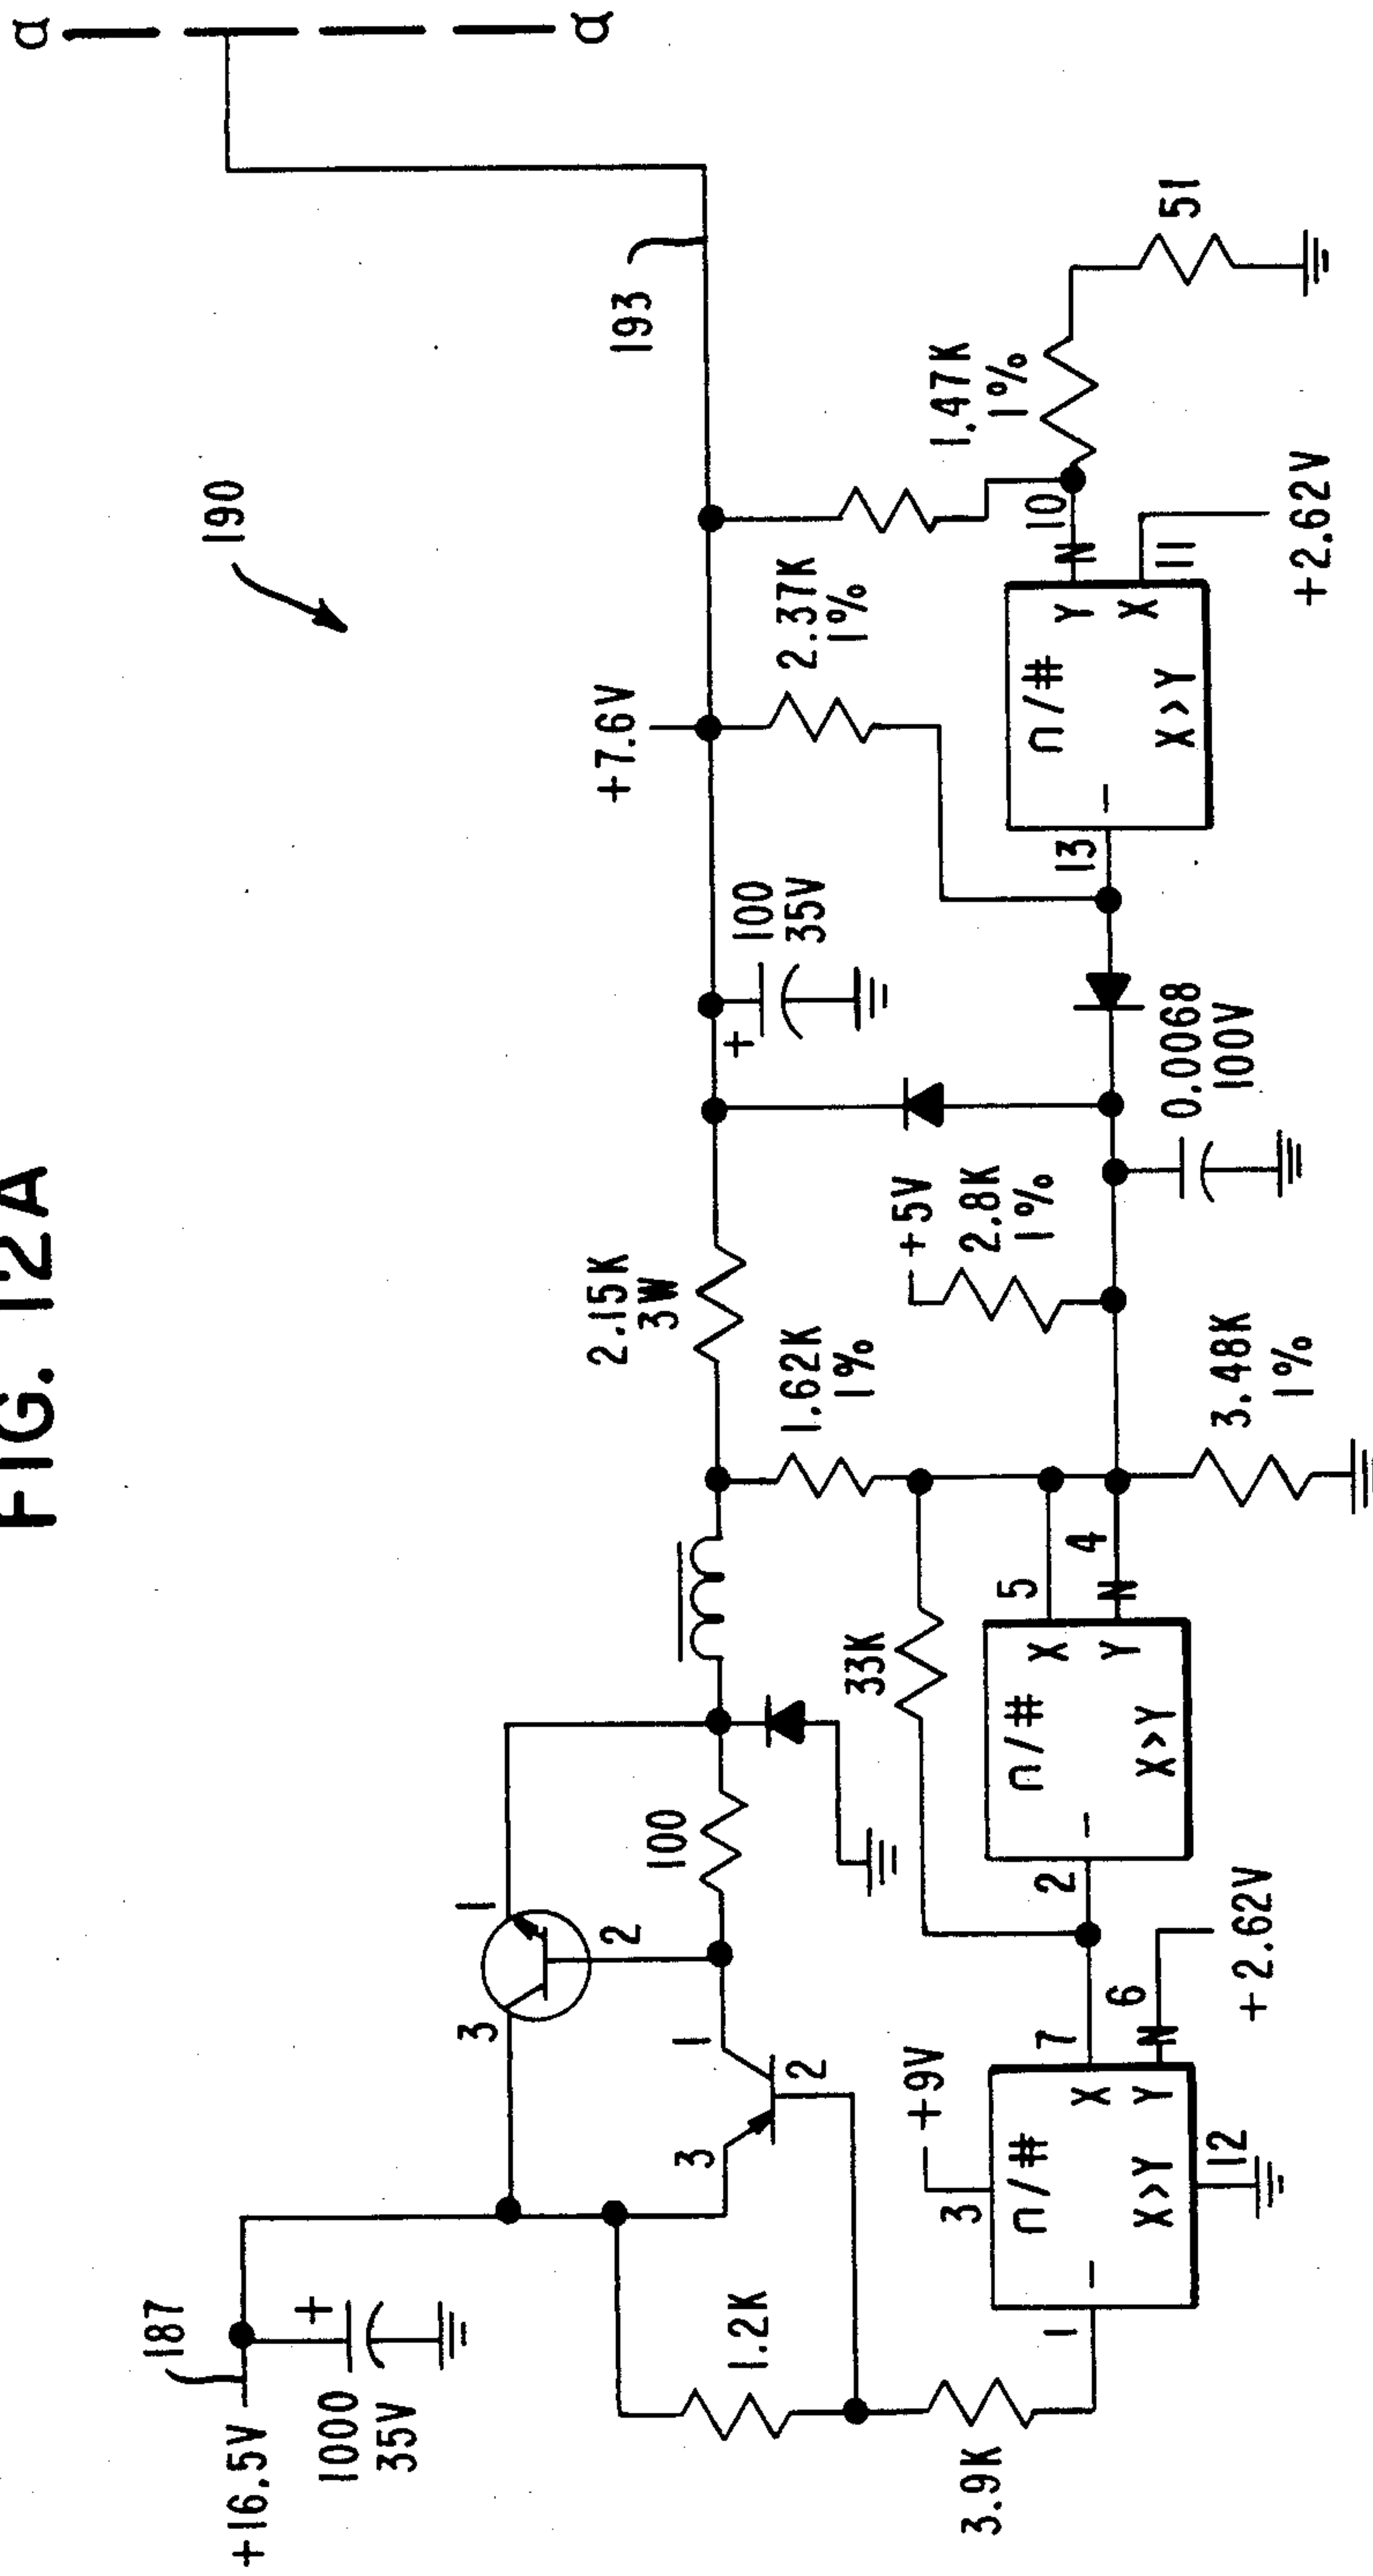 FIG. 12A
a
a
190
187
+16.5V
1000
35V
+
3
1
2
3
1
2
100
1.2K
3.9K
2.15K
3W
+7.6V
193
100
35V
+
2.37K
1%
1.62K
1%
+5V
2.8K
1%
33K
3.48K
1%
0.0068
100V
1.47K
1%
51
+9V
3
1
∩/#
X
Y
X>Y
–
7
6
N
12
+2.62V
2
∩/#
X
Y
X>Y
–
5
4
N
13
∩/#
Y
X
X>Y
–
10
N
11
+2.62V